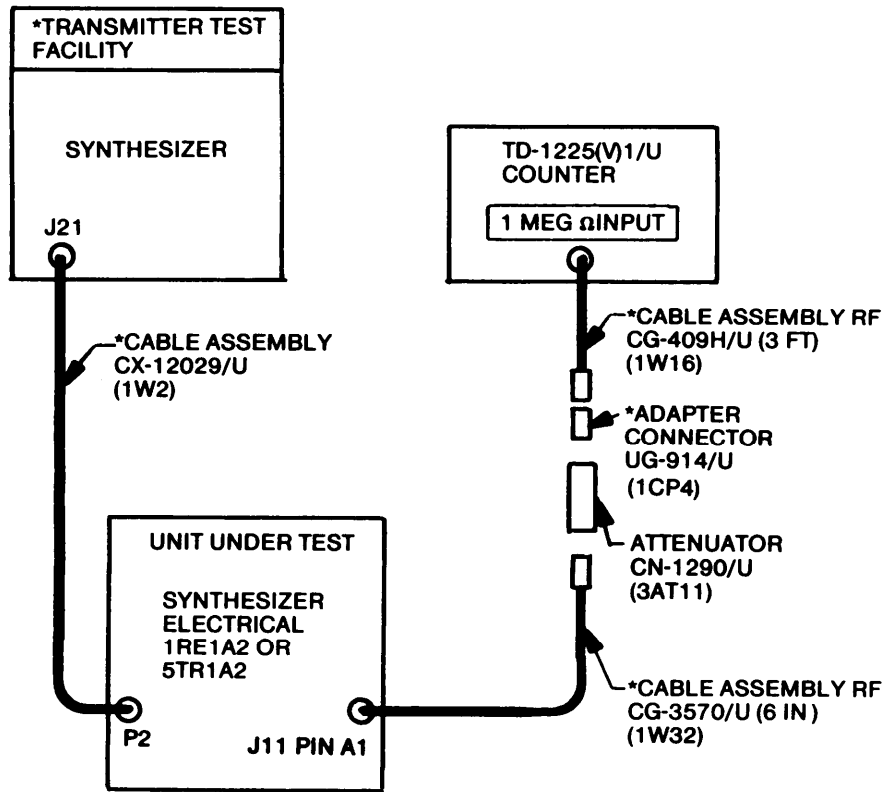 *TRANSMITTER TEST
FACILITY
SYNTHESIZER
J21
TD-1225(V)1/U
COUNTER
1 MEG ΩINPUT
*CABLE ASSEMBLY RF
CG-409H/U (3 FT)
(1W16)
*CABLE ASSEMBLY
CX-12029/U
(1W2)
*ADAPTER
CONNECTOR
UG-914/U
(1CP4)
UNIT UNDER TEST
SYNTHESIZER
ELECTRICAL
1RE1A2 OR
5TR1A2
P2
J11 PIN A1
ATTENUATOR
CN-1290/U
(3AT11)
*CABLE ASSEMBLY RF
CG-3570/U (6 IN )
(1W32)